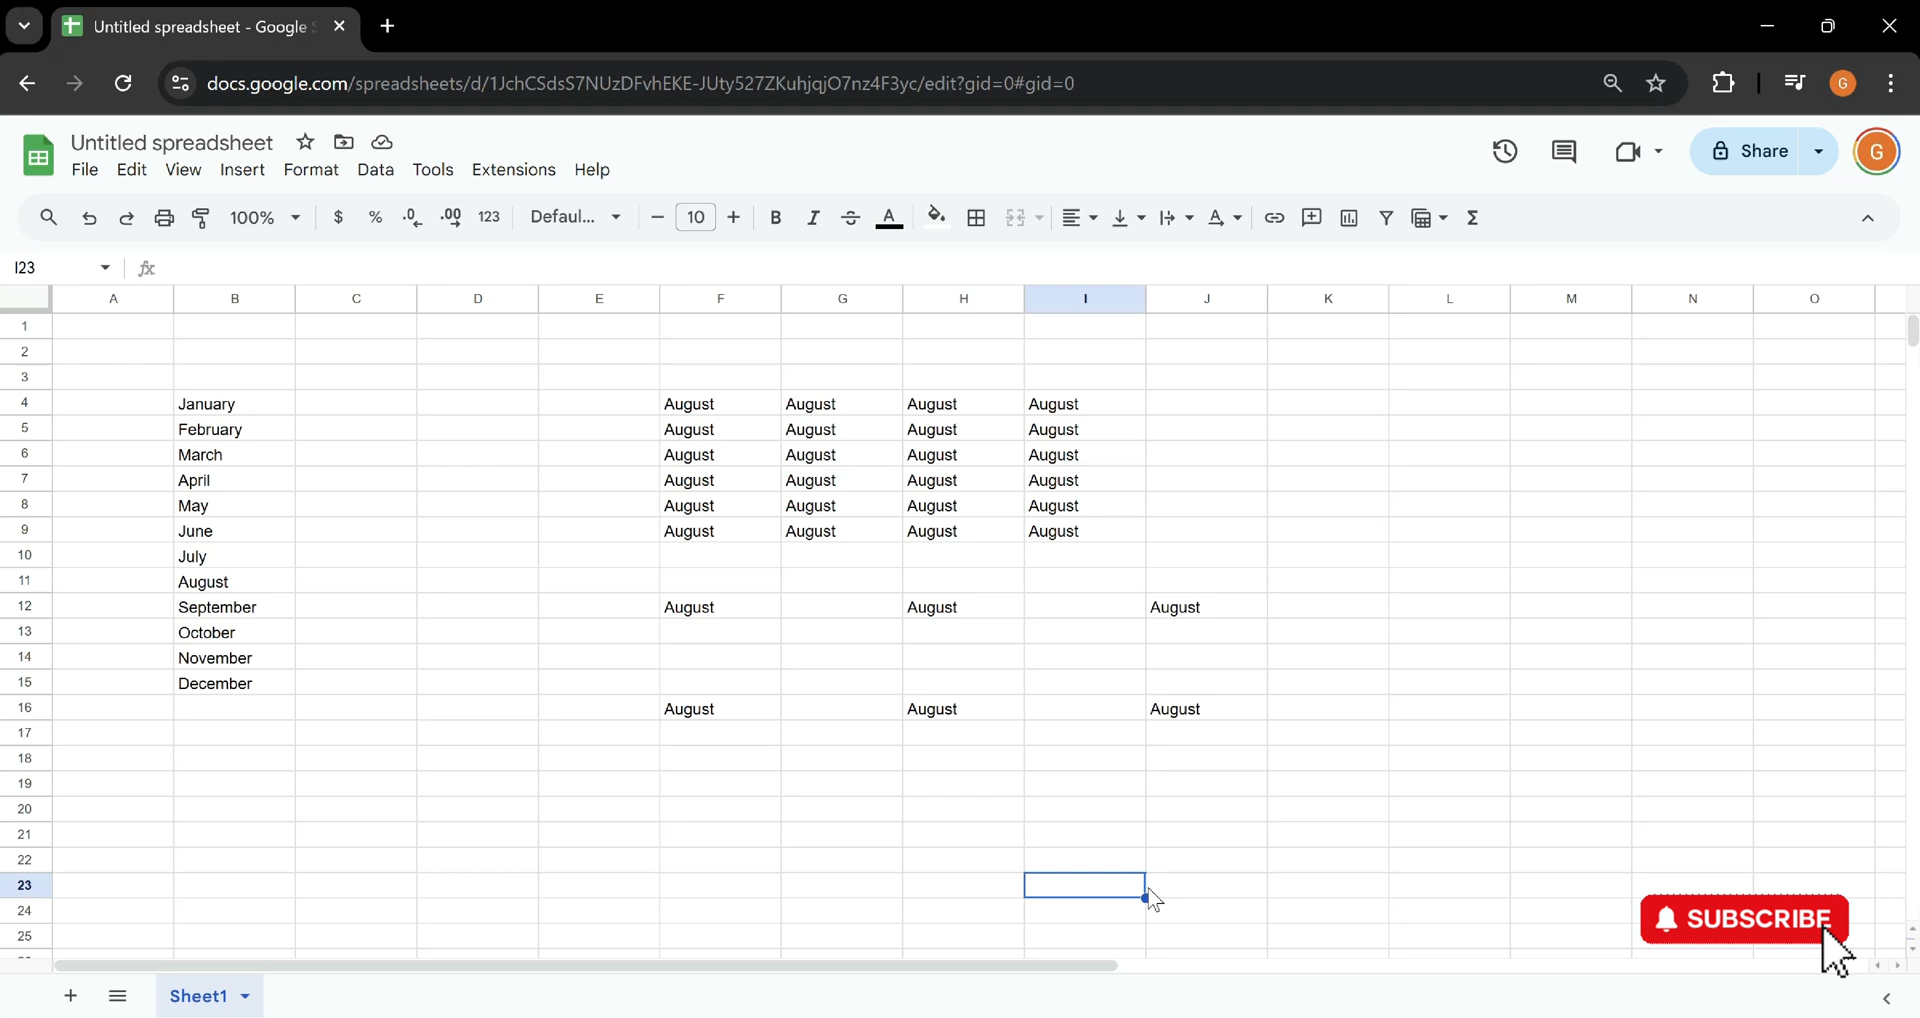 Untitled spreadsheet - Google S
docs.google.com/spreadsheets/d/1JchCSdsS7NUzDFvhEKE-JUty527ZKuhjqjO7nz4F3yc/edit?gid=0#gid=0
G
Untitled spreadsheet
File Edit View Insert Format Data Tools Extensions Help
Share
G
100% $ % .0 .00 123 Defaul... − 10 + B I S A
I23 fx
A B C D E F G H I J K L M N O
1
2
3
4 January August August August August
5 February August August August August
6 March August August August August
7 April August August August August
8 May August August August August
9 June August August August August
10 July
11 August
12 September August August August
13 October
14 November
15 December
16 August August August
17
18
19
20
21
22
23
24
25
SUBSCRIBE
Sheet1